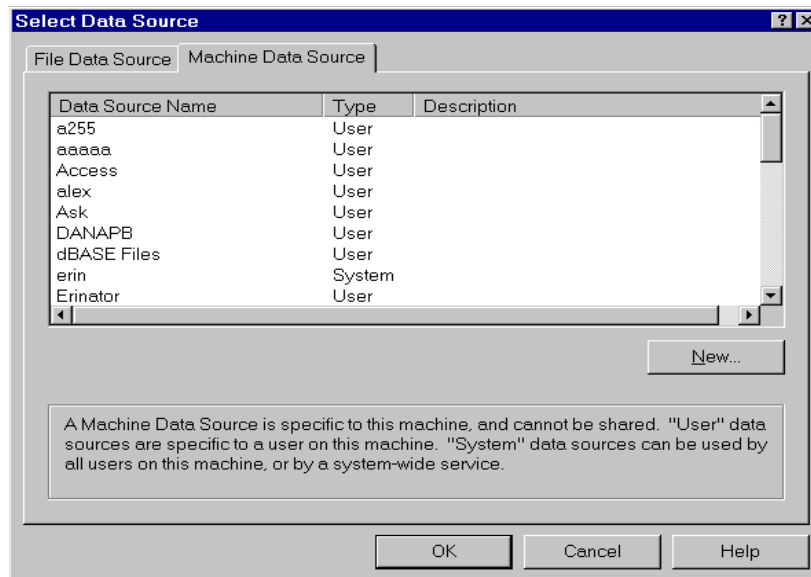 Select Data Source
File Data Source Machine Data Source
Data Source Name Type Description
a255 User
aaaaa User
Access User
alex User
Ask User
DANAPB User
dBASE Files User
erin System
Erinator User
New...
A Machine Data Source is specific to this machine, and cannot be shared. "User" data
sources are specific to a user on this machine. "System" data sources can be used by
all users on this machine, or by a system-wide service.
OK Cancel Help